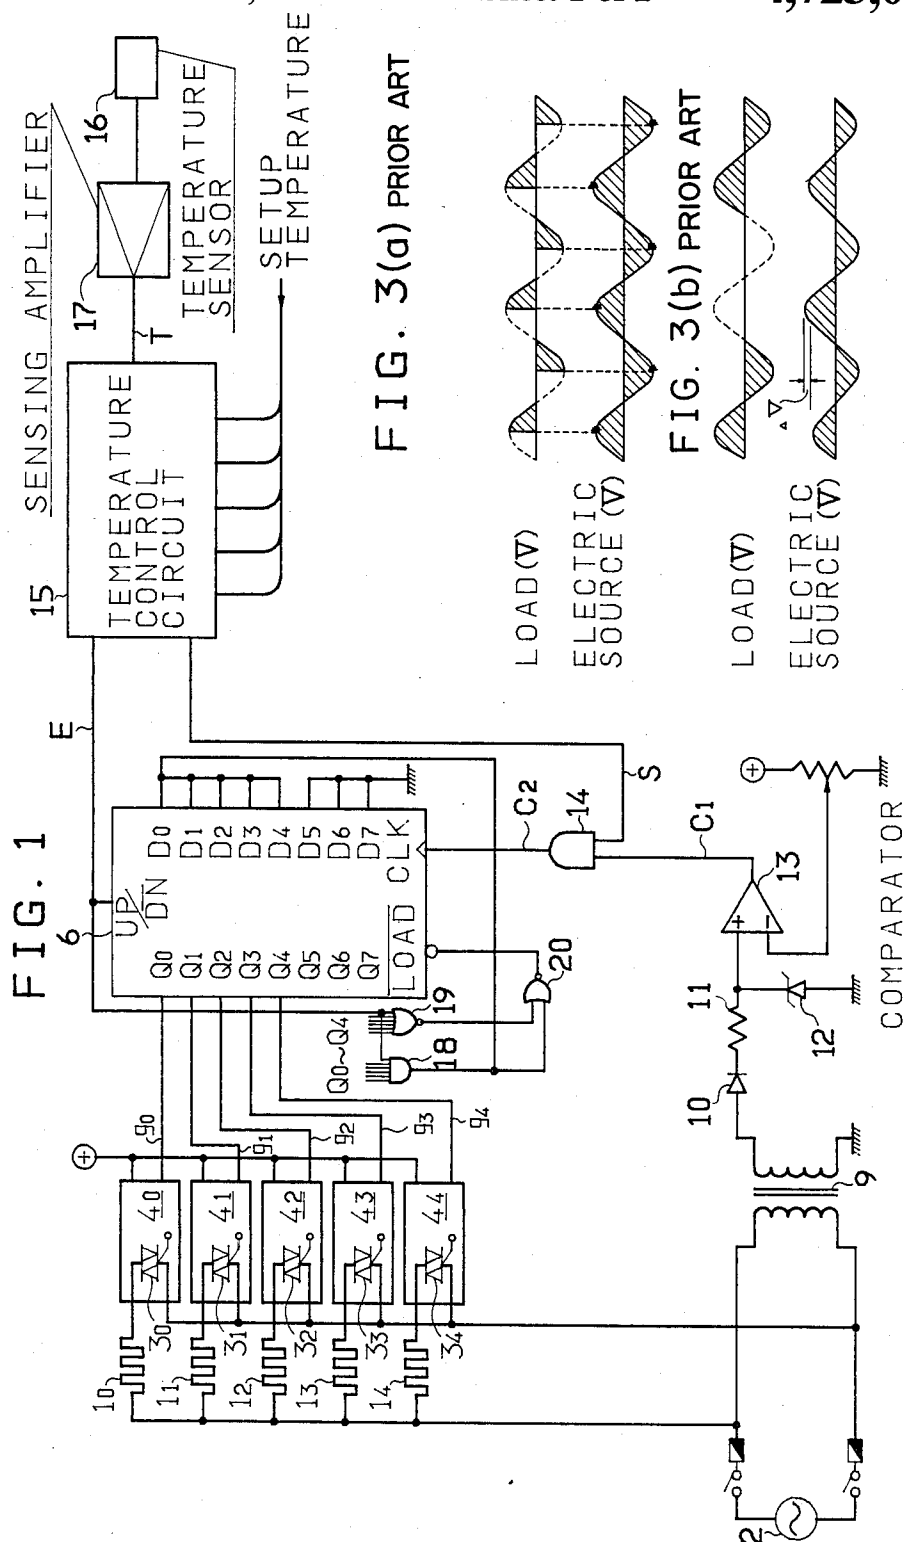 FIG. 1
SENSING AMPLIFIER
16
17
TEMPERATURE
SENSOR
T
15
TEMPERATURE
CONTROL
CIRCUIT
SETUP
TEMPERATURE
E
S
6
UP/DN
Q0 D0
Q1 D1
Q2 D2
Q3 D3
Q4 D4
Q5 D5
Q6 D6
Q7 D7
LOAD CLK
Q0~Q4
19
18
20
C2
14
C1
13
COMPARATOR
11
12
10
9
2
g0
g1
g2
g3
g4
40
41
42
43
44
30
31
32
33
34
10
11
12
13
14
FIG. 3(a) PRIOR ART
LOAD(V)
ELECTRIC
SOURCE (V)
FIG. 3(b) PRIOR ART
LOAD(V)
ELECTRIC
SOURCE (V)